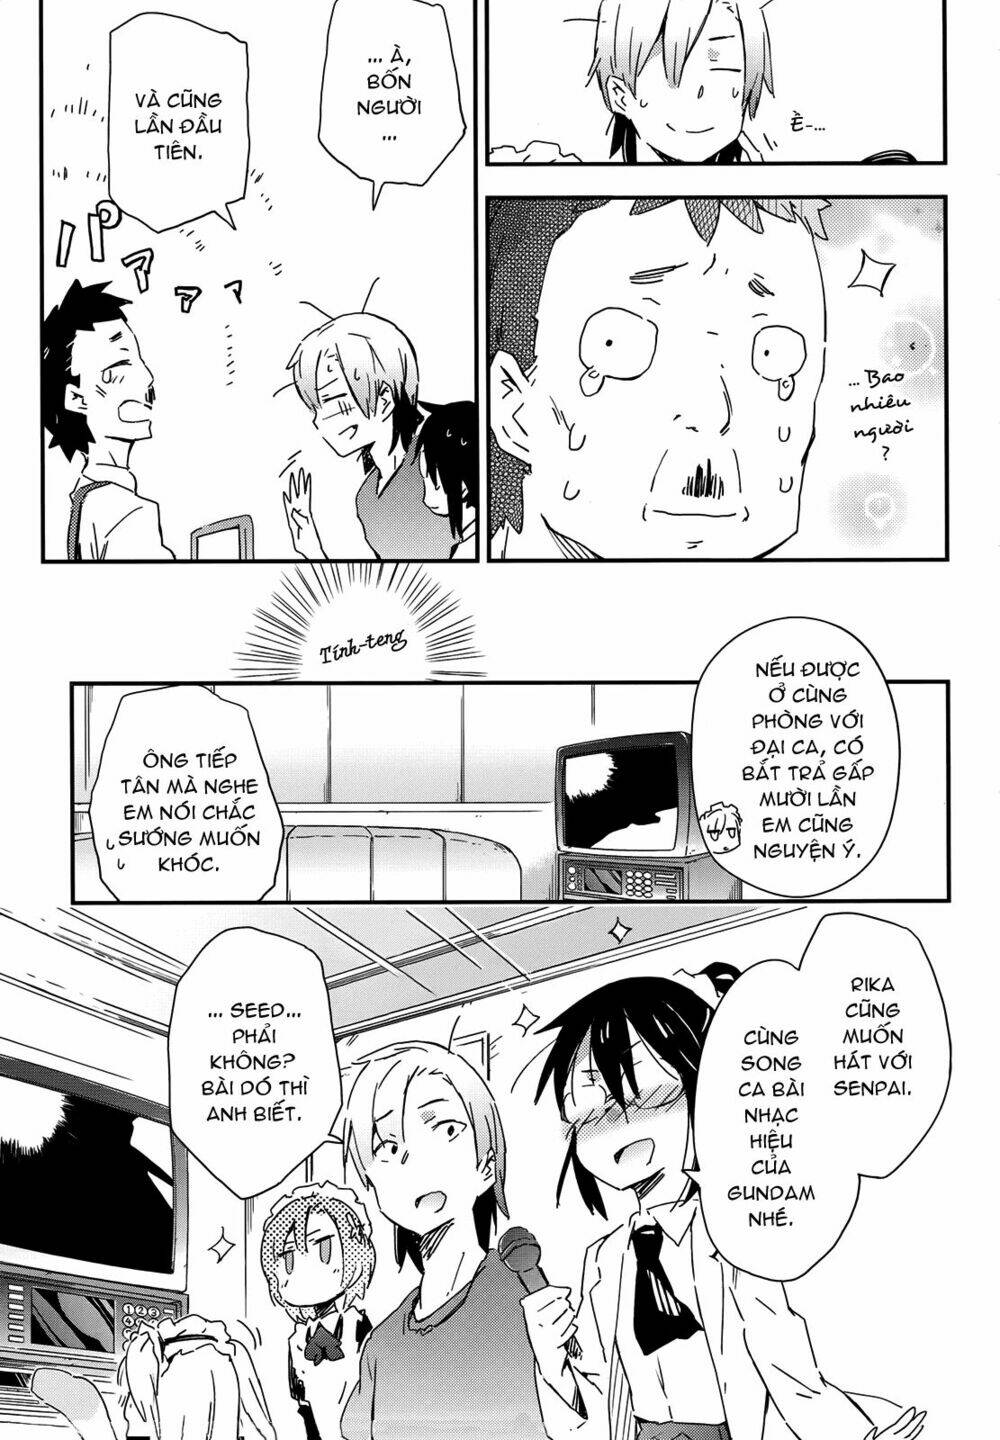 Ề-...
... Bao
nhiêu
người
?
... À,
BỐN
NGƯỜI
...
VÀ CŨNG
LẦN ĐẦU
TIÊN.
パァァァァ
Tính-teng
NẾU ĐƯỢC
Ở CÙNG
PHÒNG VỚI
ĐẠI CA, CÓ
BẮT TRẢ GẤP
MƯỜI LẦN
EM CŨNG
NGUYỆN Ý.
ÔNG TIẾP
TÂN MÀ NGHE
EM NÓI CHẮC
SƯỚNG MUỐN
KHÓC.
RIKA
CŨNG
MUỐN
HÁT VỚI
SENPAI.
CÙNG
SONG
CA BÀI
NHẠC
HIỆU
CỦA
GUNDAM
NHÉ.
... SEED...
PHẢI
KHÔNG?
BÀI DÓ THÌ
ANH BIẾT.
①②③